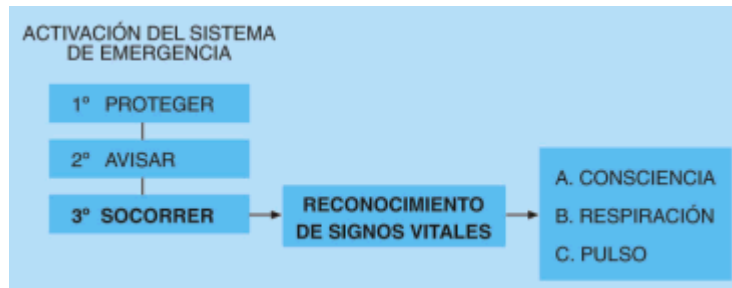 ACTIVACIÓN DEL SISTEMA
DE EMERGENCIA
1º PROTEGER
2º AVISAR
3º SOCORRER
RECONOCIMIENTO
DE SIGNOS VITALES
A. CONSCIENCIA
B. RESPIRACIÓN
C. PULSO